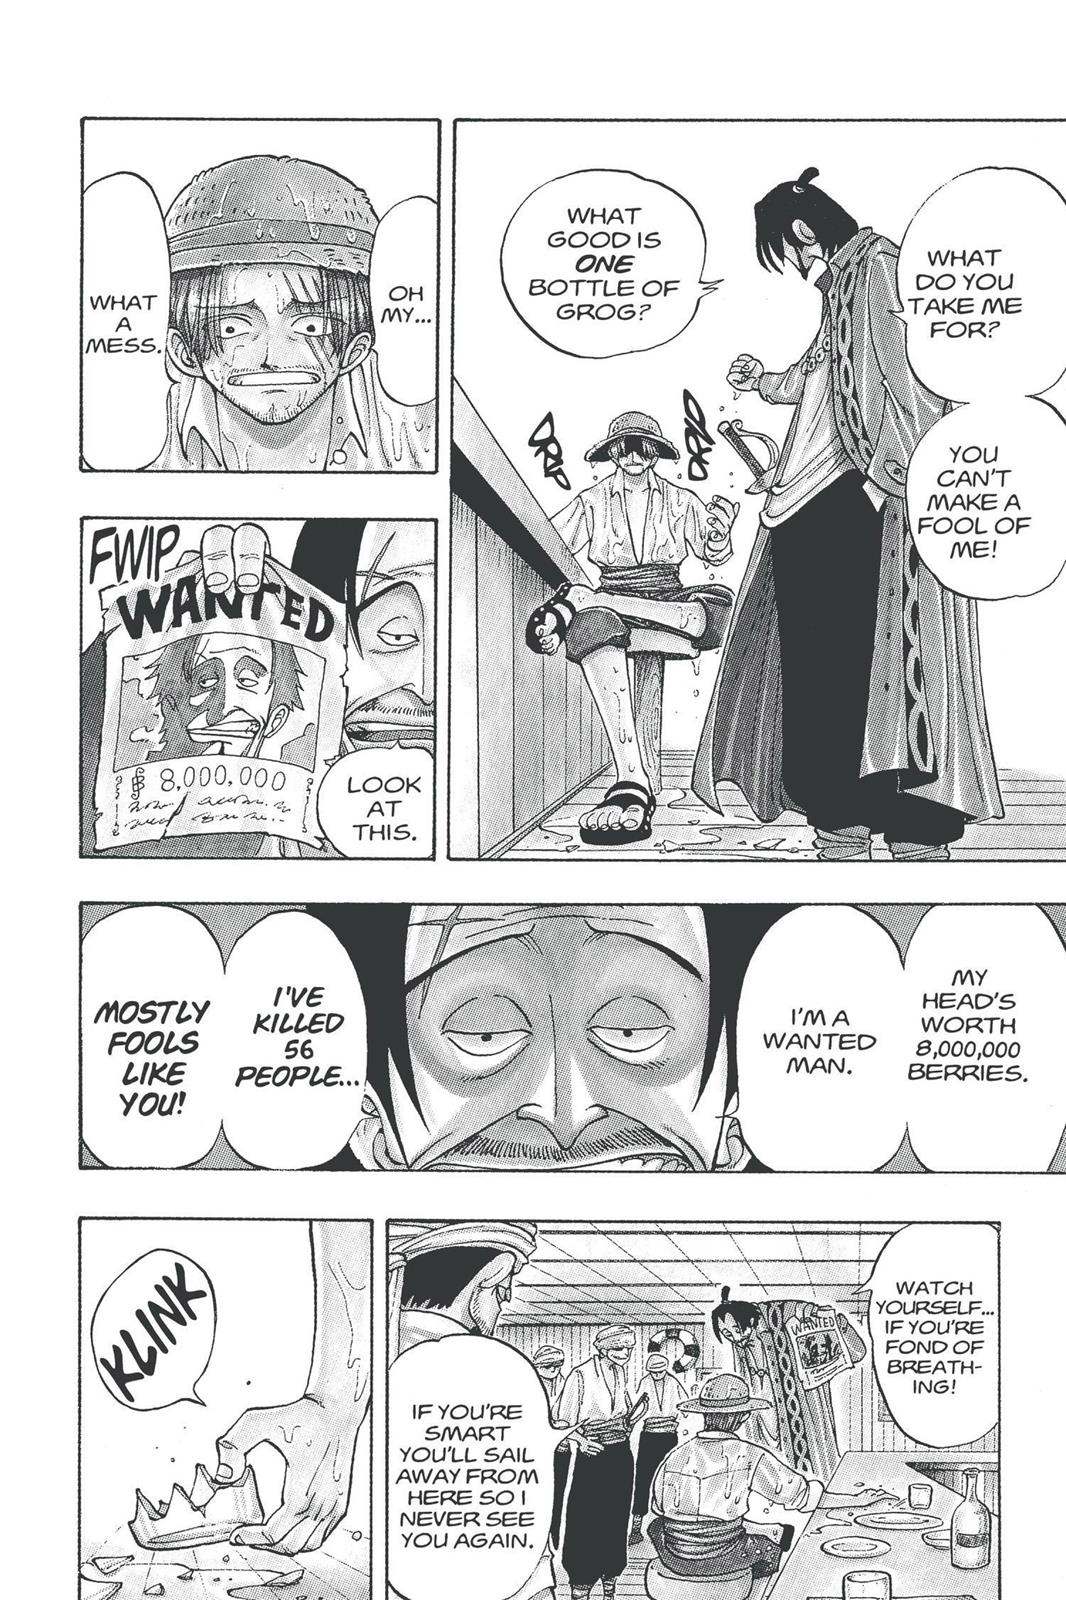 WHAT
DO YOU
TAKE ME
FOR?
YOU
CAN'T
MAKE A
FOOL OF
ME!
WHAT
GOOD IS
ONE
BOTTLE OF
GROG?
DRIP
DRIP
OH
MY...
WHAT
A
MESS.
FWIP
WANTED
฿ 8,000,000
LOOK
AT
THIS.
MY
HEAD'S
WORTH
8,000,000
BERRIES.
I'M A
WANTED
MAN.
I'VE
KILLED
56
PEOPLE...
MOSTLY
FOOLS
LIKE
YOU!
WATCH
YOURSELF...
IF YOU'RE
FOND OF
BREATH-
ING!
WANTED
IF YOU'RE
SMART
YOU'LL SAIL
AWAY FROM
HERE SO I
NEVER SEE
YOU AGAIN.
KLINK